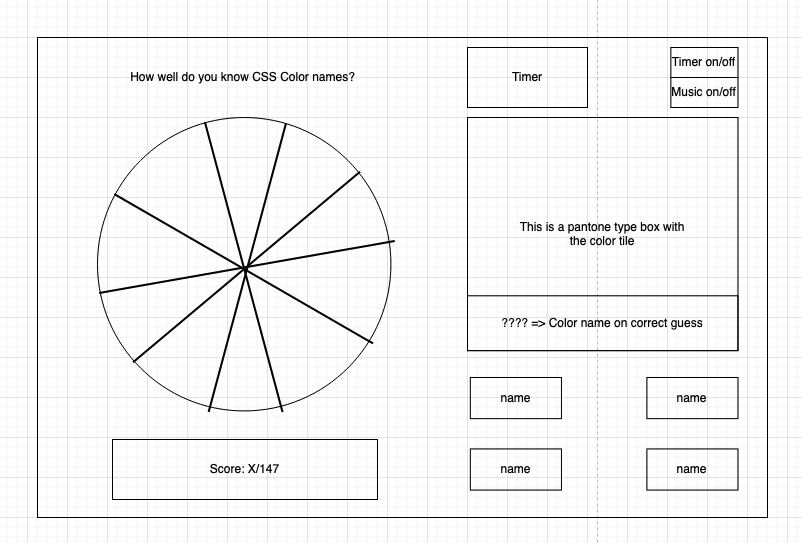 How well do you know CSS Color names?
Timer
Timer on/off
Music on/off
This is a pantone type box with
the color tile
???? => Color name on correct guess
name
name
name
name
Score: X/147